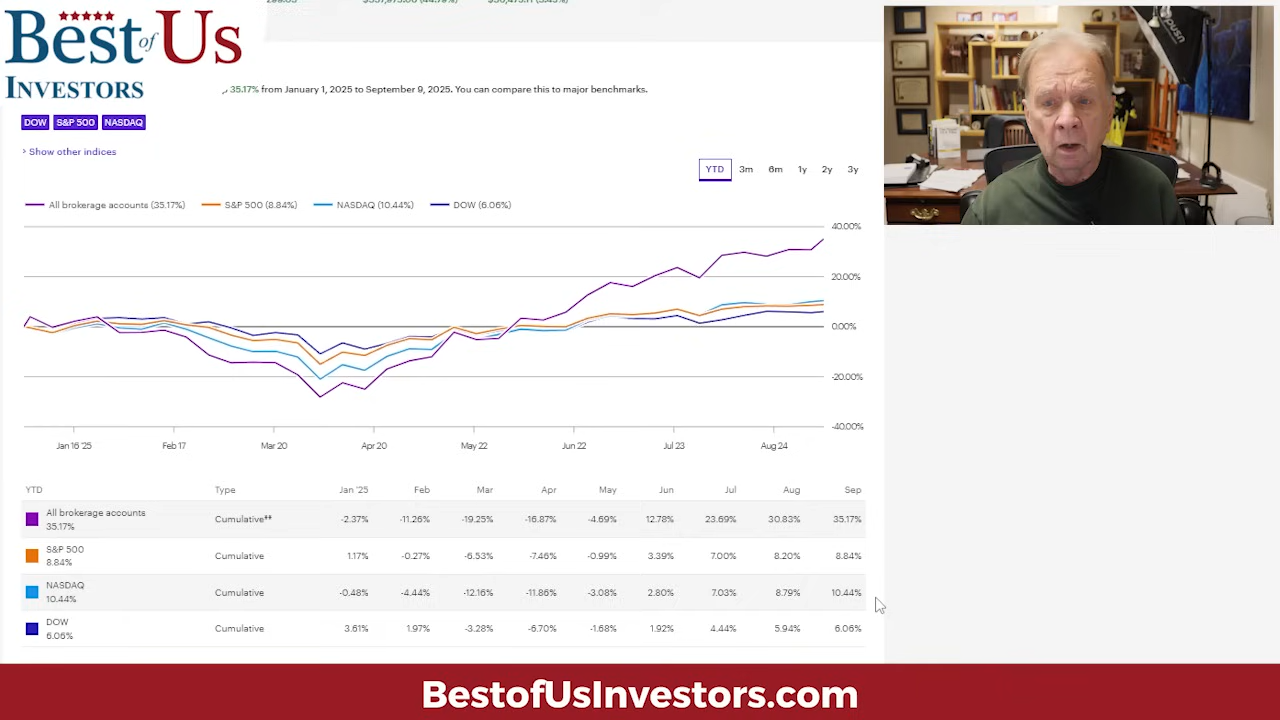 Best of Us
INVESTORS
35.17% from January 1, 2025 to September 9, 2025. You can compare this to major benchmarks.
DOW S&P 500 NASDAQ
> Show other indices
YTD 3m 6m 1y 2y 3y
All brokerage accounts (35.17%) S&P 500 (8.84%) NASDAQ (10.44%) DOW (6.06%)
40.00%
20.00%
0.00%
-20.00%
-40.00%
Jan 16 '25 Feb 17 Mar 20 Apr 20 May 22 Jun 22 Jul 23 Aug 24
YTD Type Jan '25 Feb Mar Apr May Jun Jul Aug Sep
All brokerage accounts
35.17% Cumulative‡‡ -2.37% -11.26% -19.25% -16.87% -4.69% 12.78% 23.69% 30.83% 35.17%
S&P 500
8.84% Cumulative 1.17% -0.27% -6.53% -7.46% -0.99% 3.39% 7.00% 8.20% 8.84%
NASDAQ
10.44% Cumulative -0.48% -4.44% -12.16% -11.86% -3.08% 2.80% 7.03% 8.79% 10.44%
DOW
6.06% Cumulative 3.61% 1.97% -3.28% -6.70% -1.68% 1.92% 4.44% 5.94% 6.06%
BestofUsInvestors.com